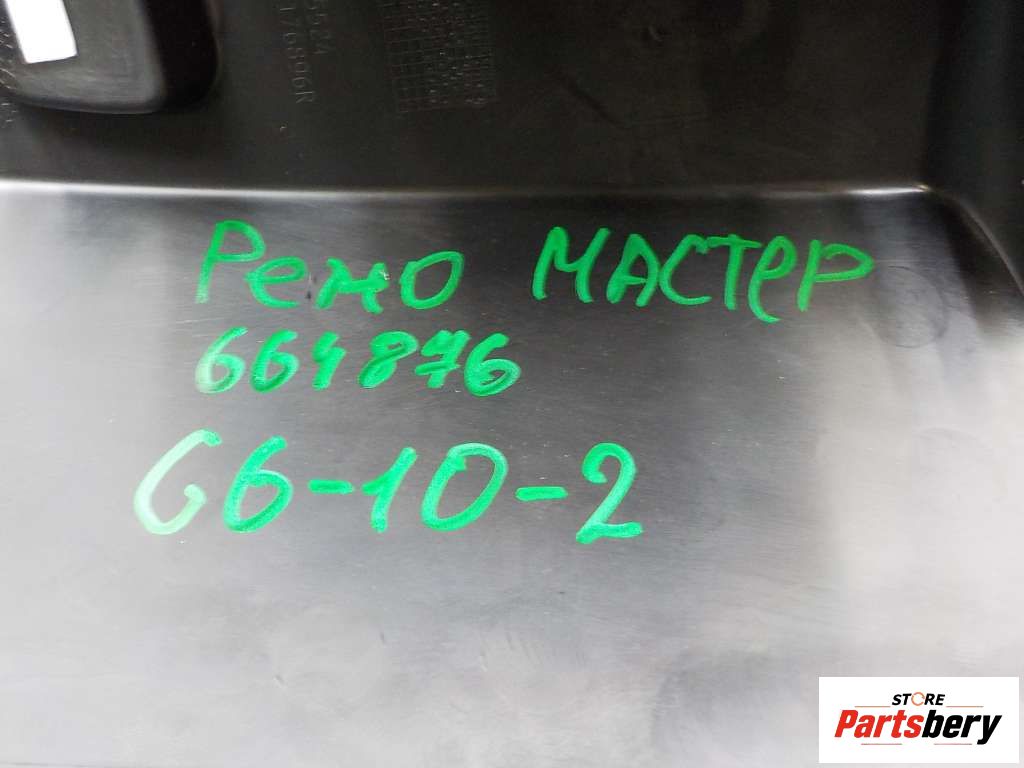 Рено МАСТЕР
664876
G6-10-2
STORE
Partsbery